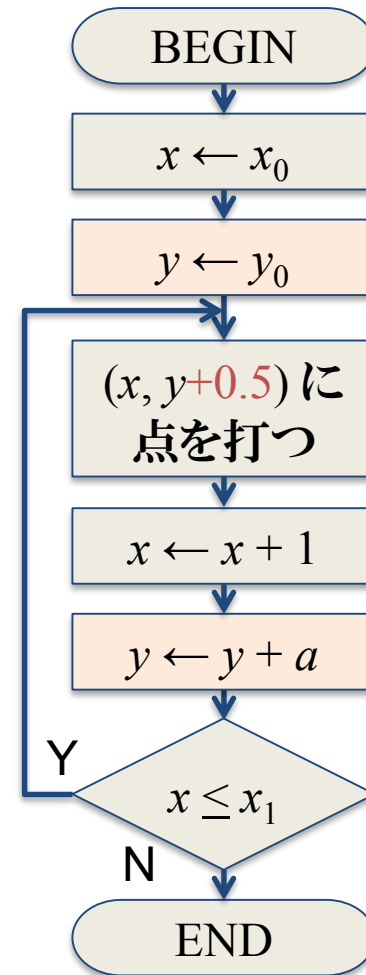 BEGIN
x ← x₀
y ← y₀
(x, y+0.5) に
点を打つ
x ← x + 1
y ← y + a
Y
x ≤ x₁
N
END